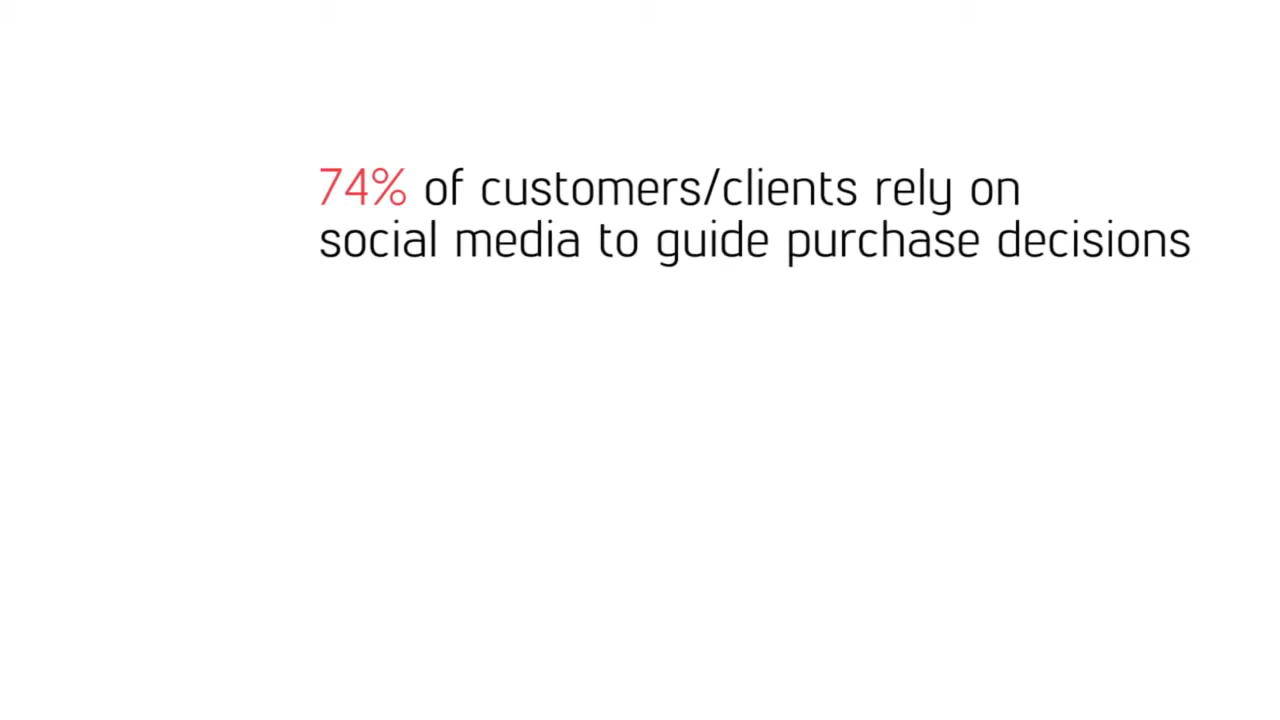 74% of customers/clients rely on
social media to guide purchase decisions